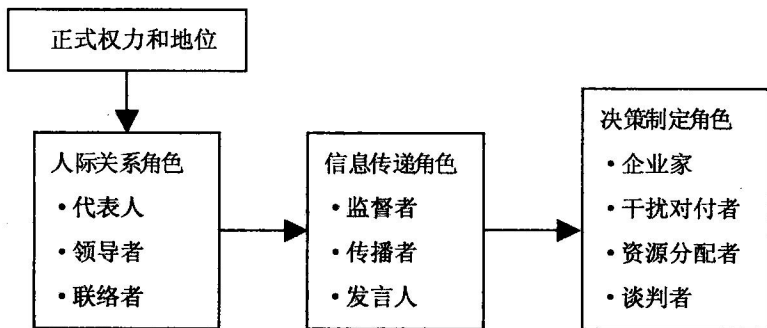 正式权力和地位
人际关系角色
·代表人
·领导者
·联络者
信息传递角色
·监督者
·传播者
·发言人
决策制定角色
·企业家
·干扰对付者
·资源分配者
·谈判者